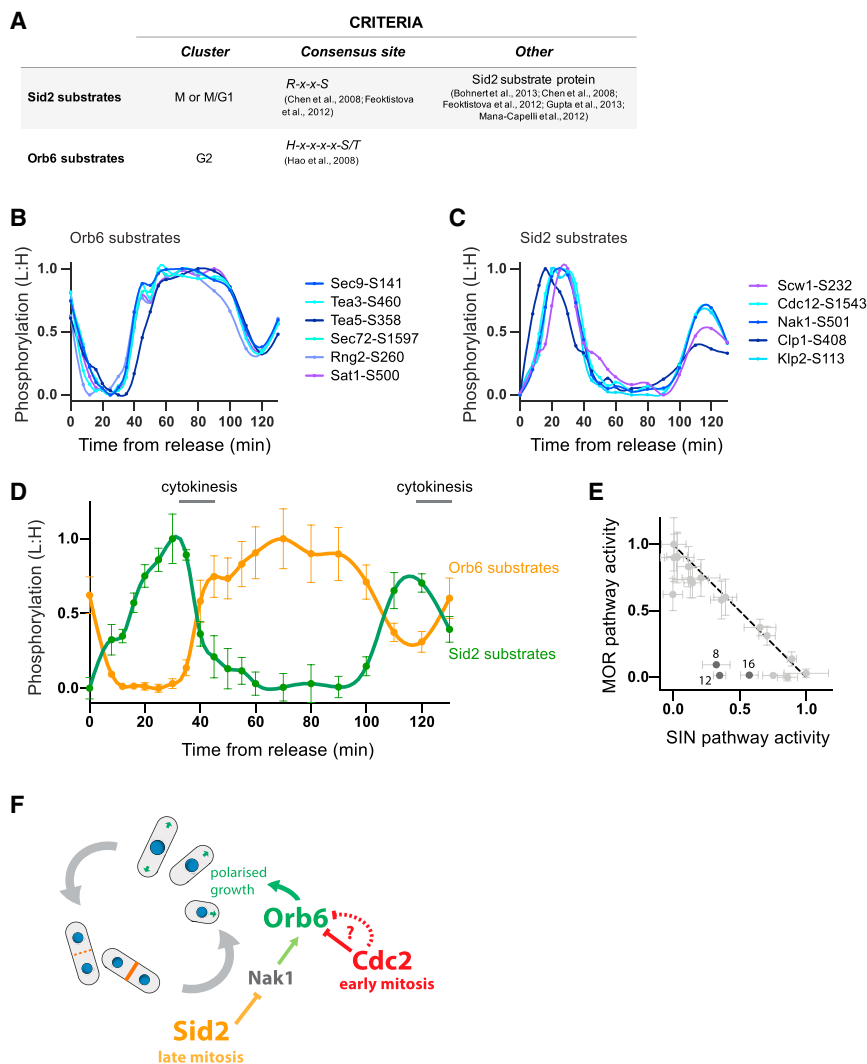 A
CRITERIA
Cluster Consensus site Other
Sid2 substrates M or M/G1 R-x-x-S
(Chen et al., 2008; Feoktistova
et al., 2012)
Sid2 substrate protein
(Bohnert et al., 2013; Chen et al., 2008;
Feoktistova et al., 2012; Gupta et al., 2013;
Mana-Capelli et al., 2012)
Orb6 substrates G2 H-x-x-x-x-S/T
(Hao et al., 2008)
B
Orb6 substrates
Phosphorylation (L:H)
1.0
0.5
0.0
0 20 40 60 80 100 120
Time from release (min)
Sec9-S141
Tea3-S460
Tea5-S358
Sec72-S1597
Rng2-S260
Sat1-S500
C
Sid2 substrates
Phosphorylation (L:H)
1.0
0.5
0.0
0 20 40 60 80 100 120
Time from release (min)
Scw1-S232
Cdc12-S1543
Nak1-S501
Clp1-S408
Klp2-S113
D
cytokinesis cytokinesis
Phosphorylation (L:H)
1.0
0.5
0.0
0 20 40 60 80 100 120
Time from release (min)
Orb6 substrates
Sid2 substrates
E
MOR pathway activity
1.0
0.5
0.0
8
16
12
0.0 0.5 1.0
SIN pathway activity
F
polarised
growth
Orb6
?
Cdc2
early mitosis
Nak1
Sid2
late mitosis